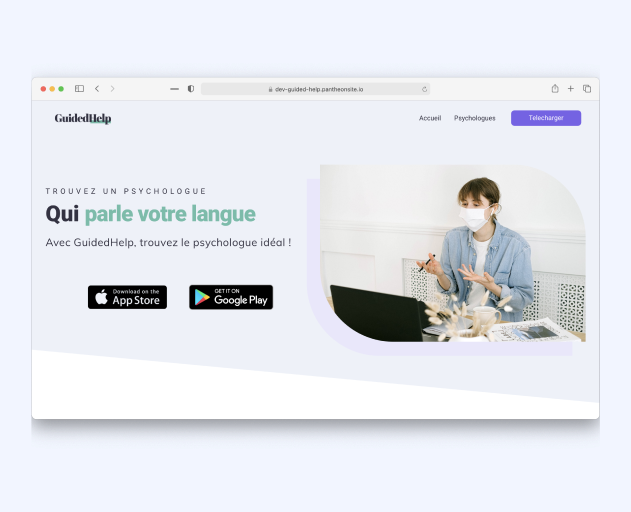 dev-guided-help.pantheonsite.io
GuidedHelp
Accueil
Psychologues
Telecharger
TROUVEZ UN PSYCHOLOGUE
Qui parle votre langue
Avec GuidedHelp, trouvez le psychologue idéal !
Download on the
App Store
GET IT ON
Google Play